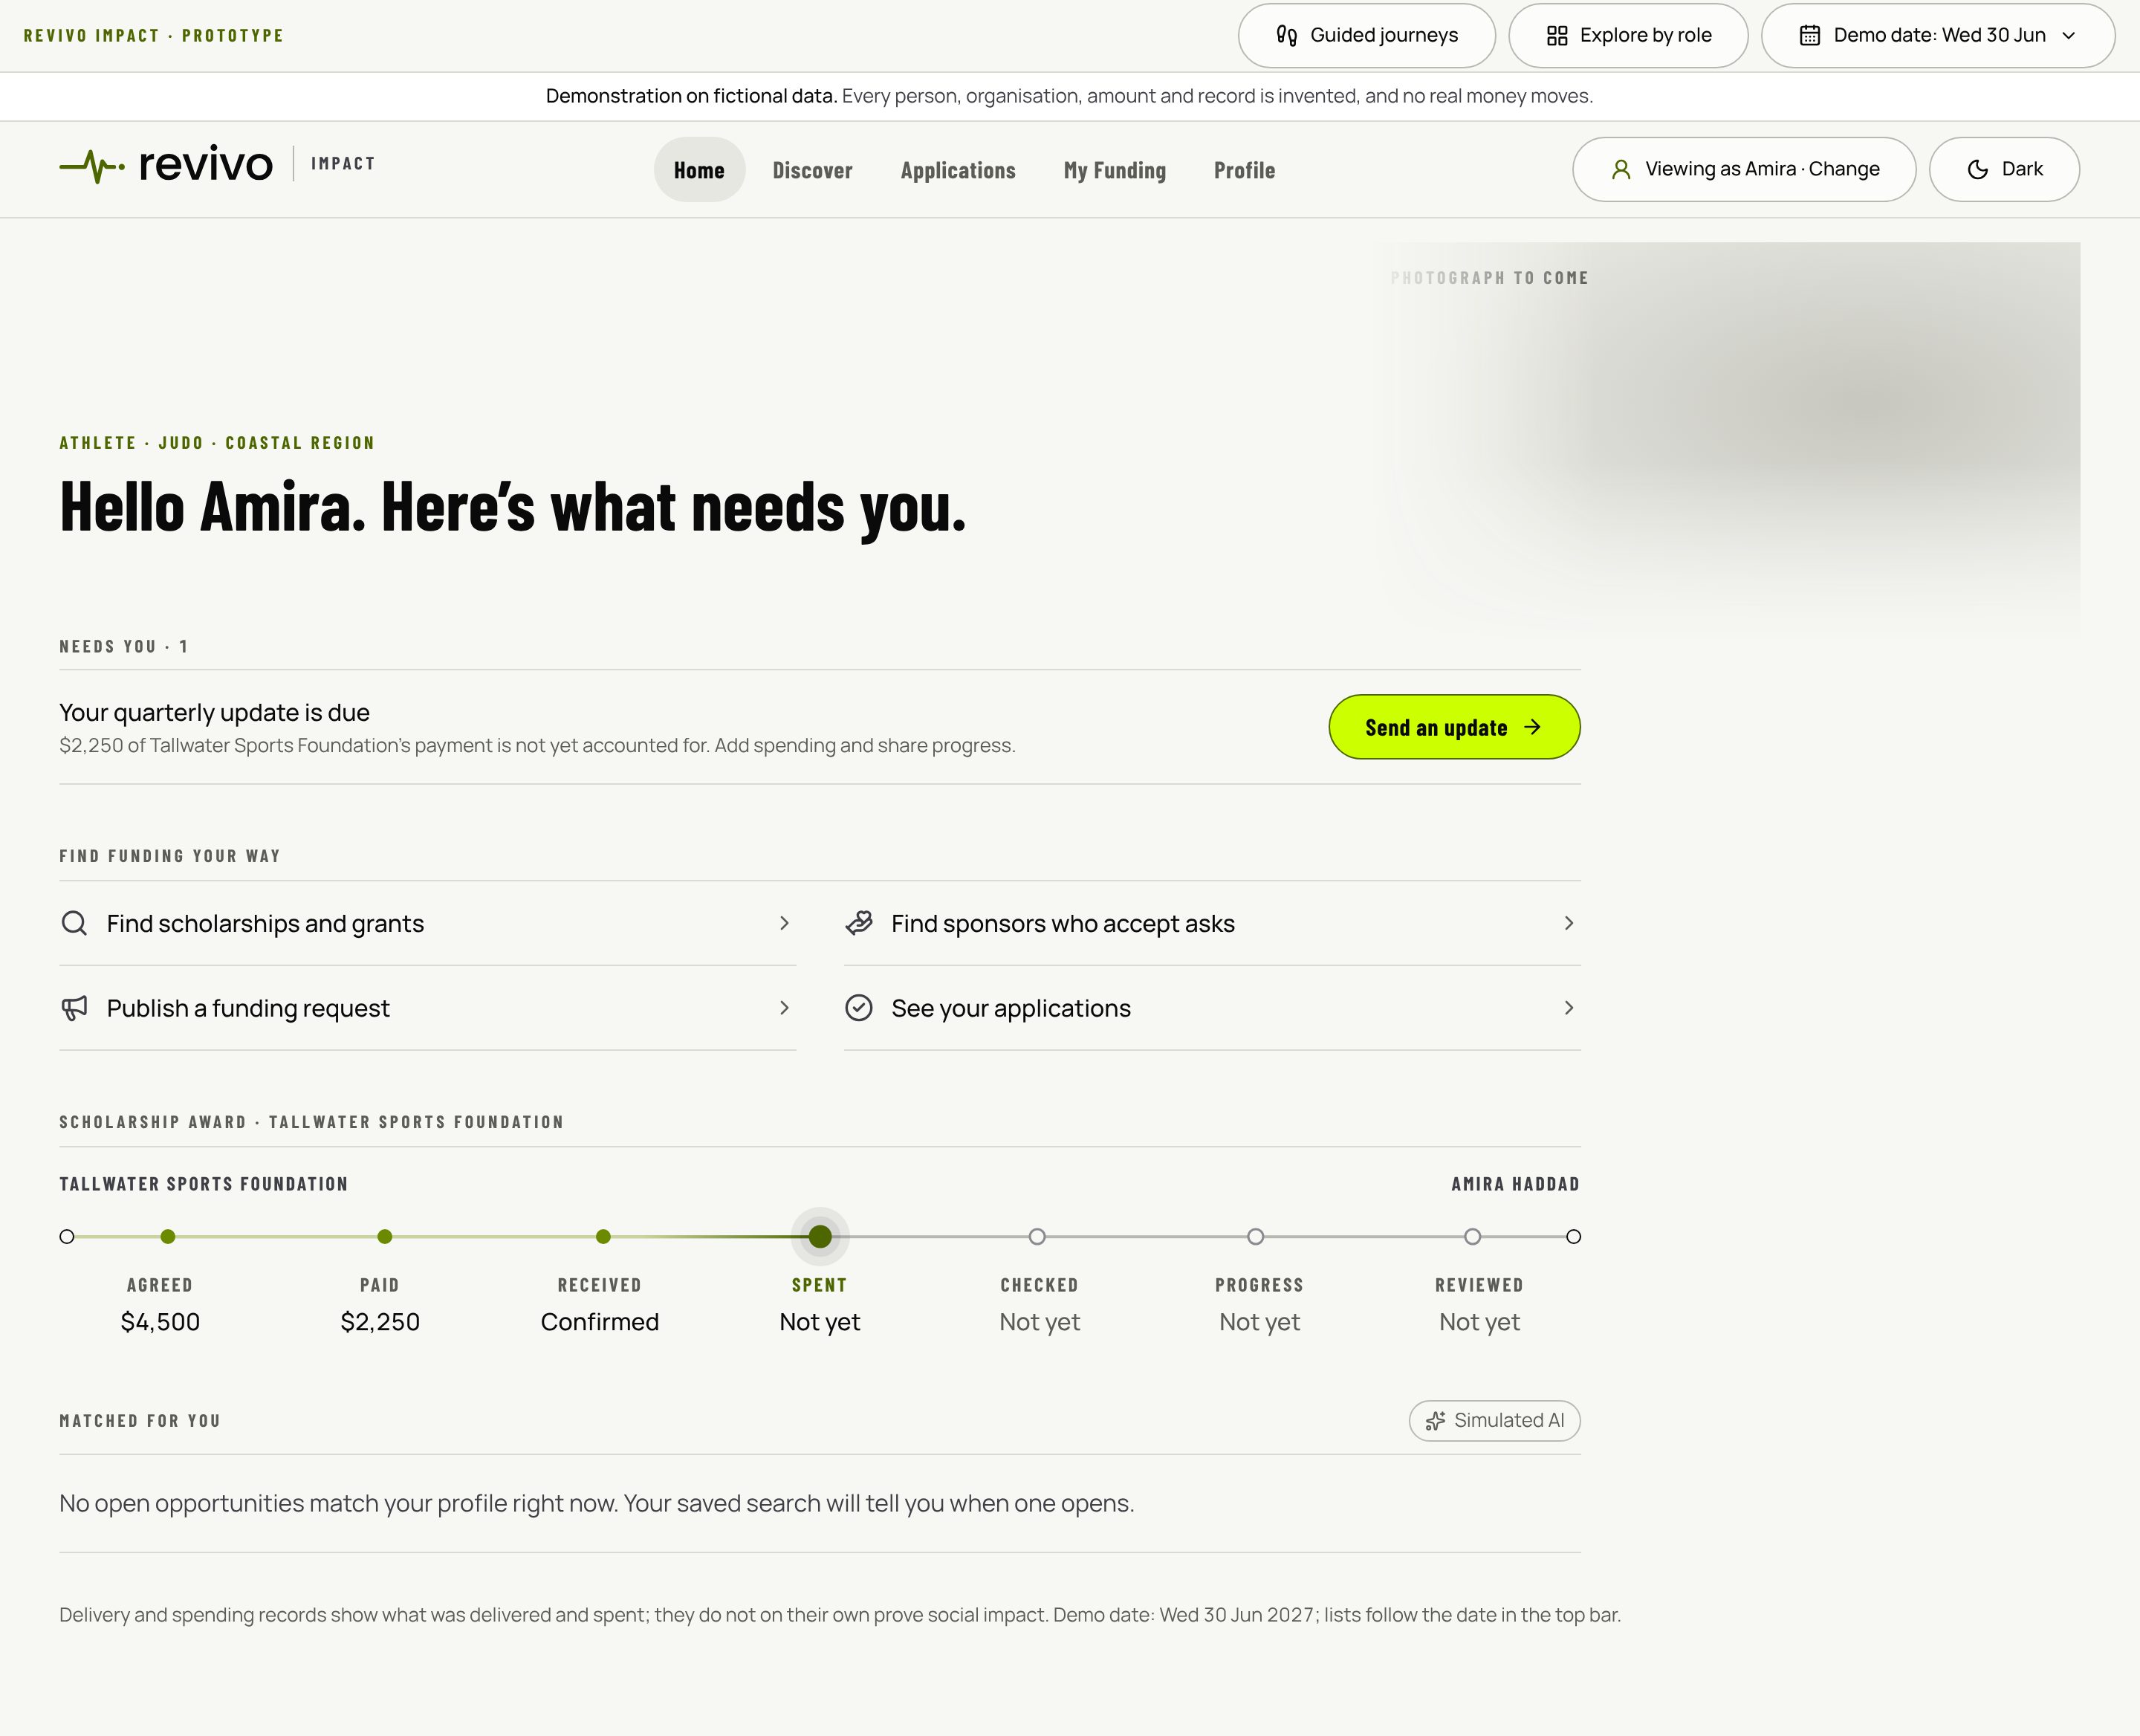 REVIVO IMPACT · PROTOTYPE
Guided journeys
Explore by role
Demo date: Wed 30 Jun
Demonstration on fictional data. Every person, organisation, amount and record is invented, and no real money moves.
revivo IMPACT
Home
Discover
Applications
My Funding
Profile
Viewing as Amira · Change
Dark
PHOTOGRAPH TO COME
ATHLETE · JUDO · COASTAL REGION
Hello Amira. Here’s what needs you.
NEEDS YOU · 1
Your quarterly update is due
$2,250 of Tallwater Sports Foundation’s payment is not yet accounted for. Add spending and share progress.
Send an update
FIND FUNDING YOUR WAY
Find scholarships and grants
Find sponsors who accept asks
Publish a funding request
See your applications
SCHOLARSHIP AWARD · TALLWATER SPORTS FOUNDATION
TALLWATER SPORTS FOUNDATION
AMIRA HADDAD
AGREED
PAID
RECEIVED
SPENT
CHECKED
PROGRESS
REVIEWED
$4,500
$2,250
Confirmed
Not yet
Not yet
Not yet
Not yet
MATCHED FOR YOU
Simulated AI
No open opportunities match your profile right now. Your saved search will tell you when one opens.
Delivery and spending records show what was delivered and spent; they do not on their own prove social impact. Demo date: Wed 30 Jun 2027; lists follow the date in the top bar.